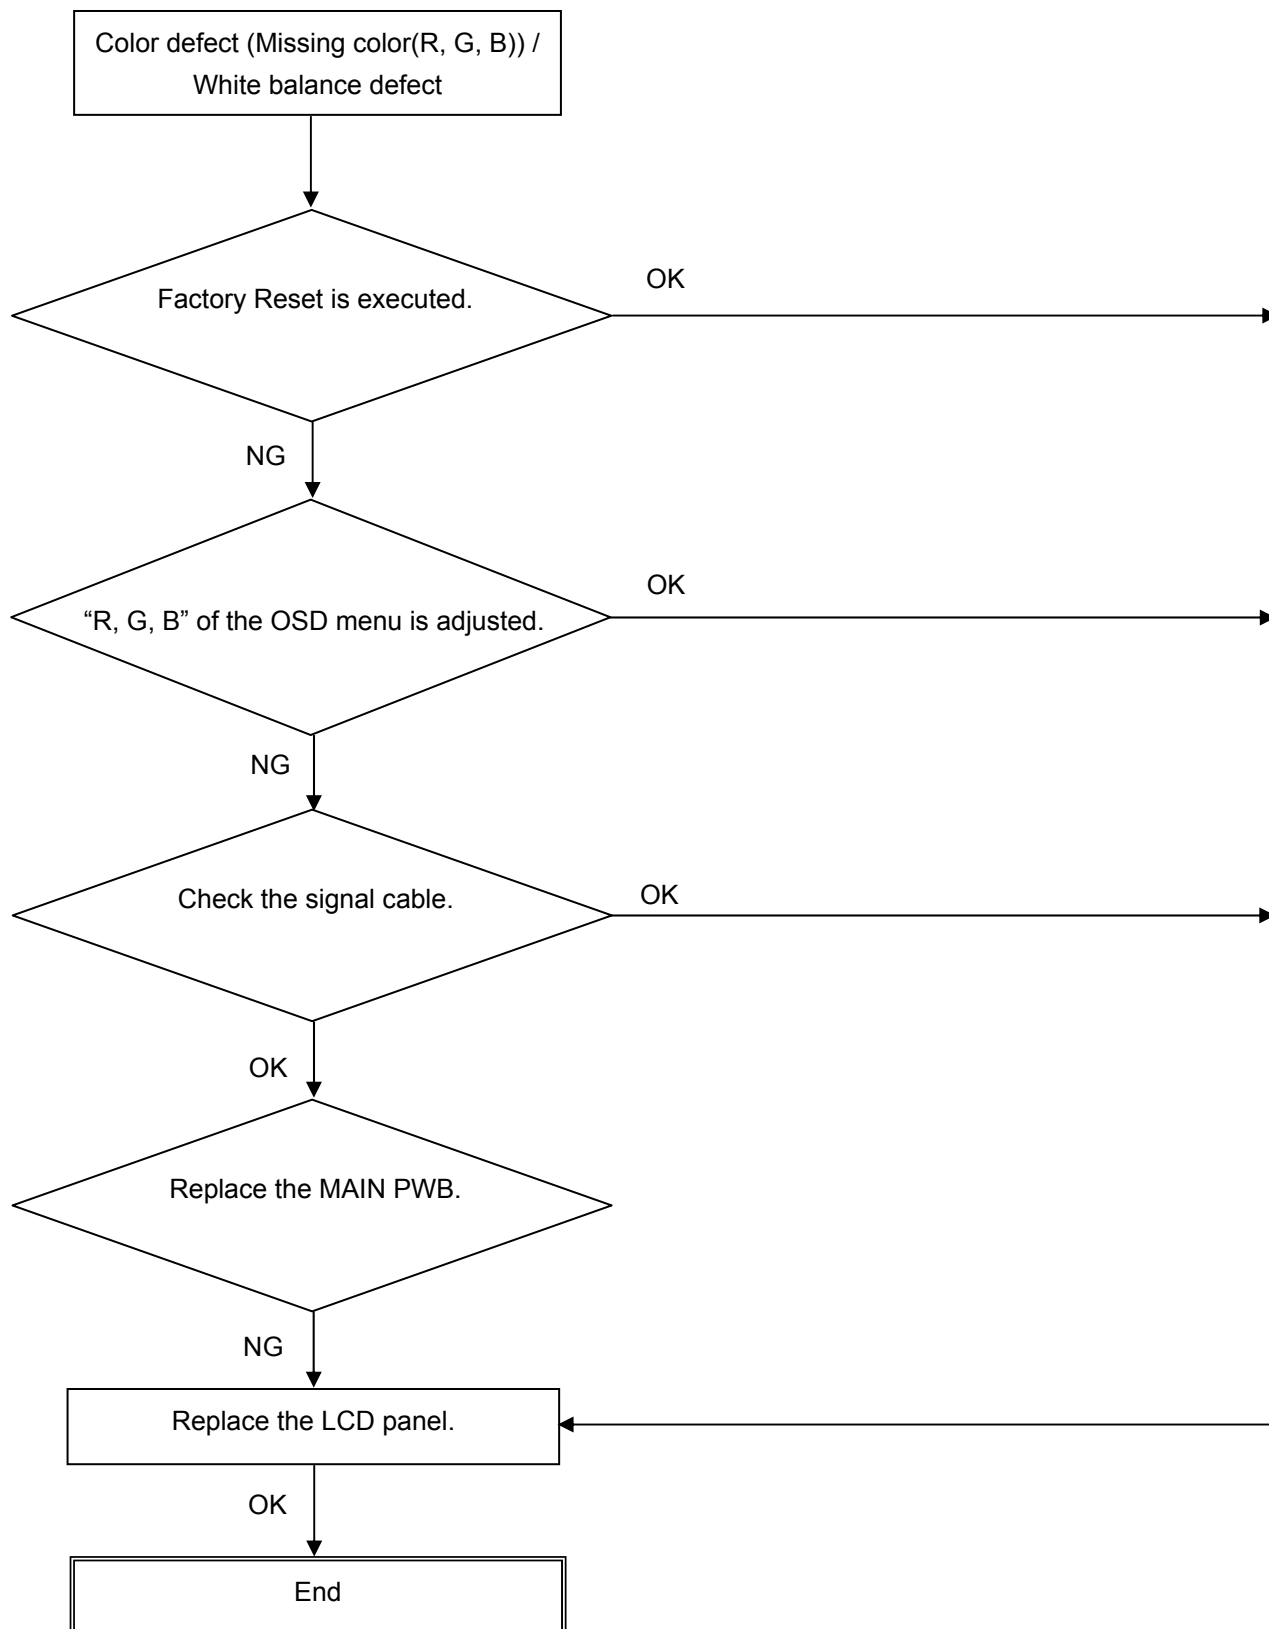 Color defect (Missing color(R, G, B)) /
White balance defect
Factory Reset is executed.
OK
NG
“R, G, B” of the OSD menu is adjusted.
OK
NG
Check the signal cable.
OK
OK
Replace the MAIN PWB.
NG
Replace the LCD panel.
OK
End